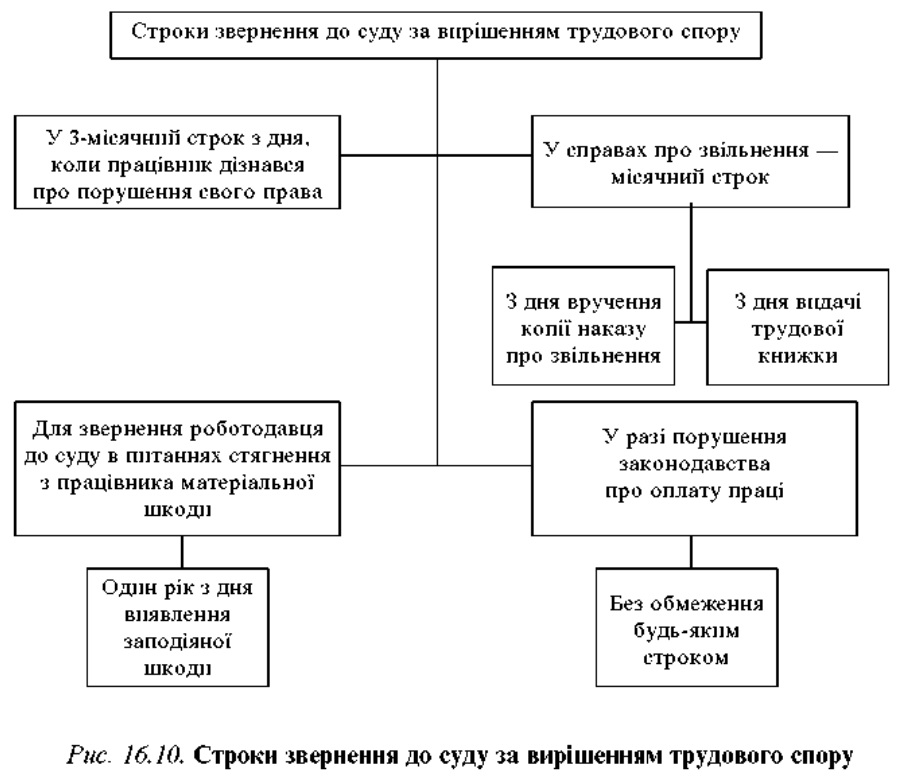 Строки звернення до суду за вирішенням трудового спору
У 3-місячний строк з дня,
коли працівник дізнався
про порушення свого права
У справах про звільнення —
місячний строк
З дня вручення
копії наказу
про звільнення
З дня видачі
трудової
книжки
Для звернення роботодавця
до суду в питаннях стягнення
з працівника матеріальної
шкоди
У разі порушення
законодавства
про оплату праці
Один рік з дня
виявлення
заподіяної
шкоди
Без обмеження
будь-яким
строком
Рис. 16.10. Строки звернення до суду за вирішенням трудового спору